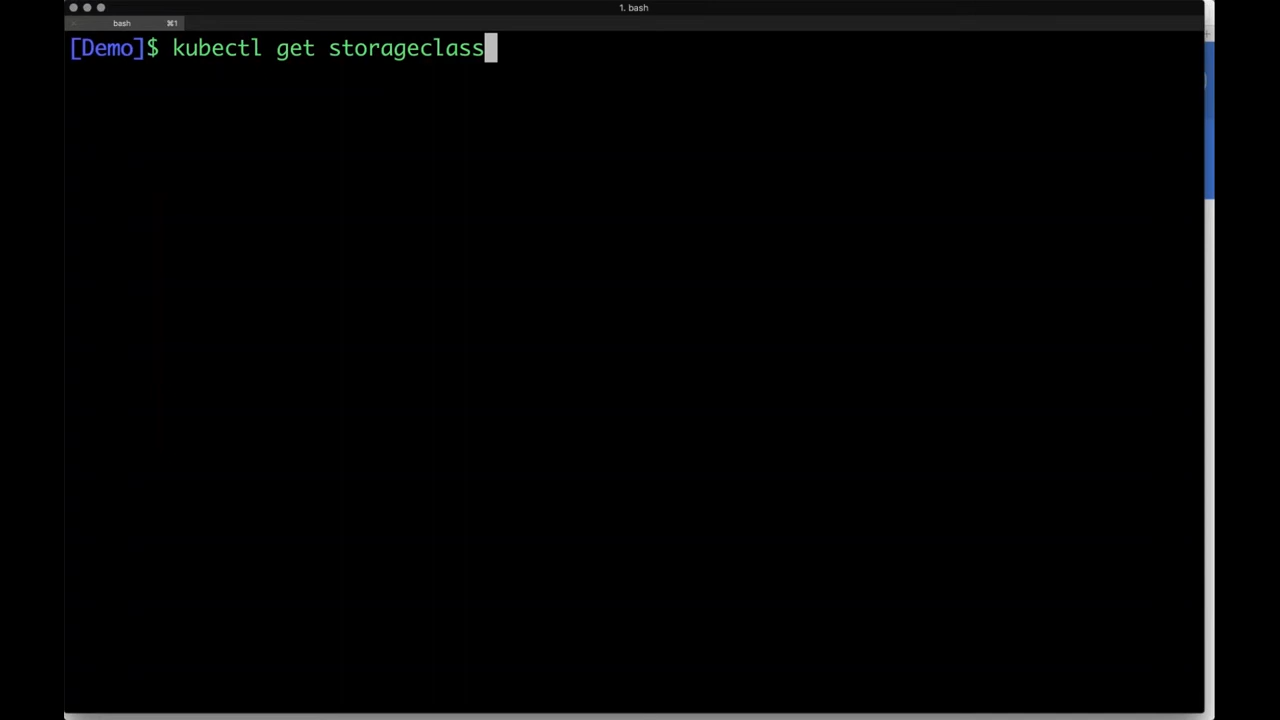 1. bash
bash ⌘1
[Demo]$ kubectl get storageclass